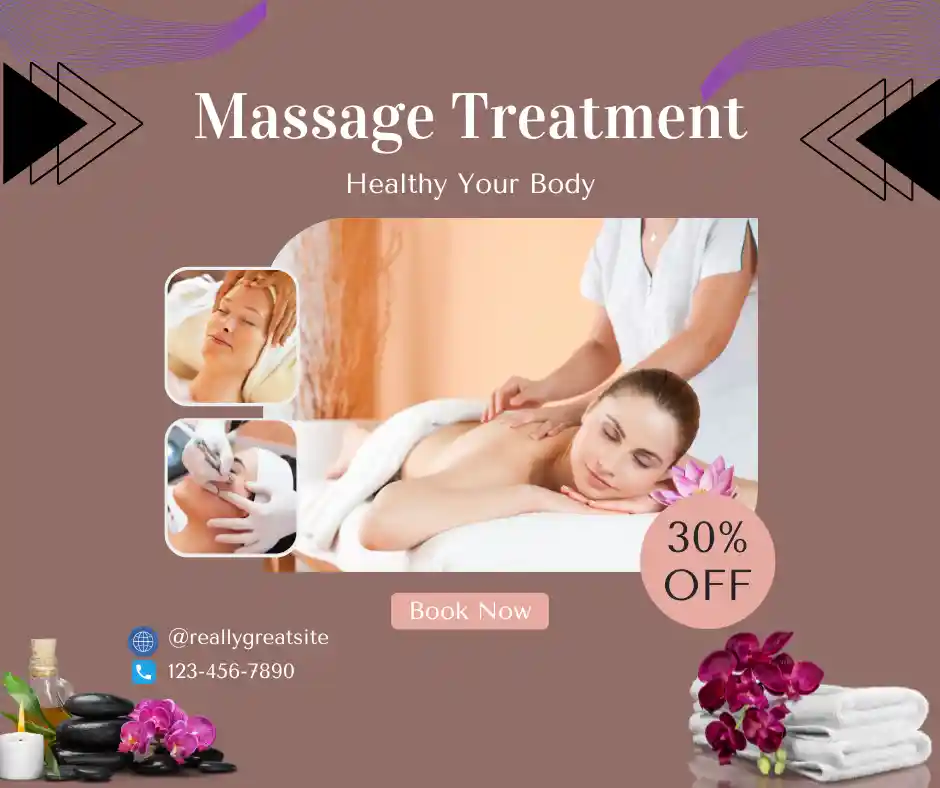 Massage Treatment
Healthy Your Body
30%
OFF
Book Now
@reallygreatsite
123-456-7890